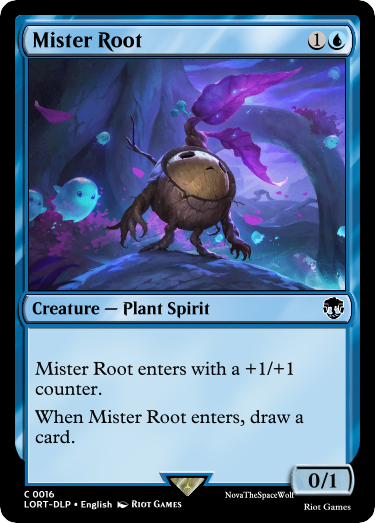 Mister Root 1
Creature — Plant Spirit
Mister Root enters with a +1/+1
counter.
When Mister Root enters, draw a
card.
0/1
C 0016
LORT-DLP • English Riot Games
NovaTheSpaceWolf
Riot Games